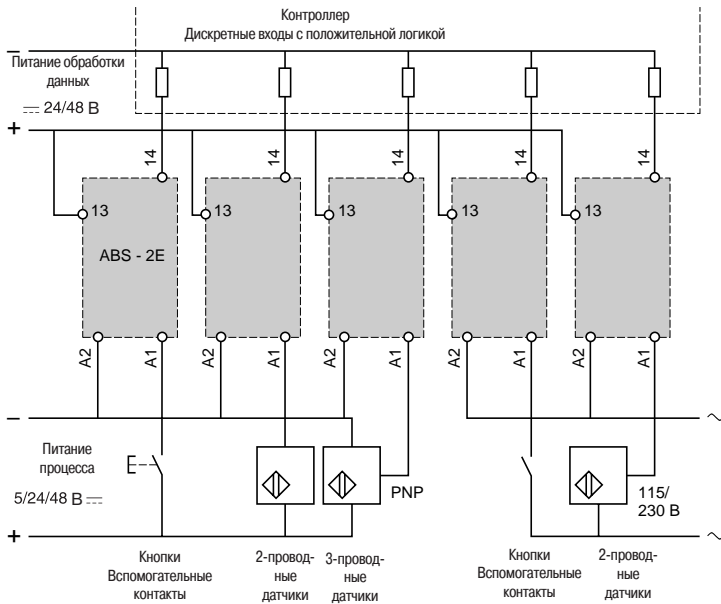 Контроллер
Дискретные входы с положительной логикой
−
Питание обработки
данных
24/48 В
+
14
14
14
14
14
13
13
13
13
13
ABS - 2E
A2
A1
A2
A1
A2
A1
A2
A1
A2
A1
−
~
Питание
процесса
5/24/48 В
PNP
115/
230 В
+
~
Кнопки
Вспомогательные
контакты
2-провод-
ные
датчики
3-провод-
ные
датчики
Кнопки
Вспомогательные
контакты
2-провод-
ные
датчики